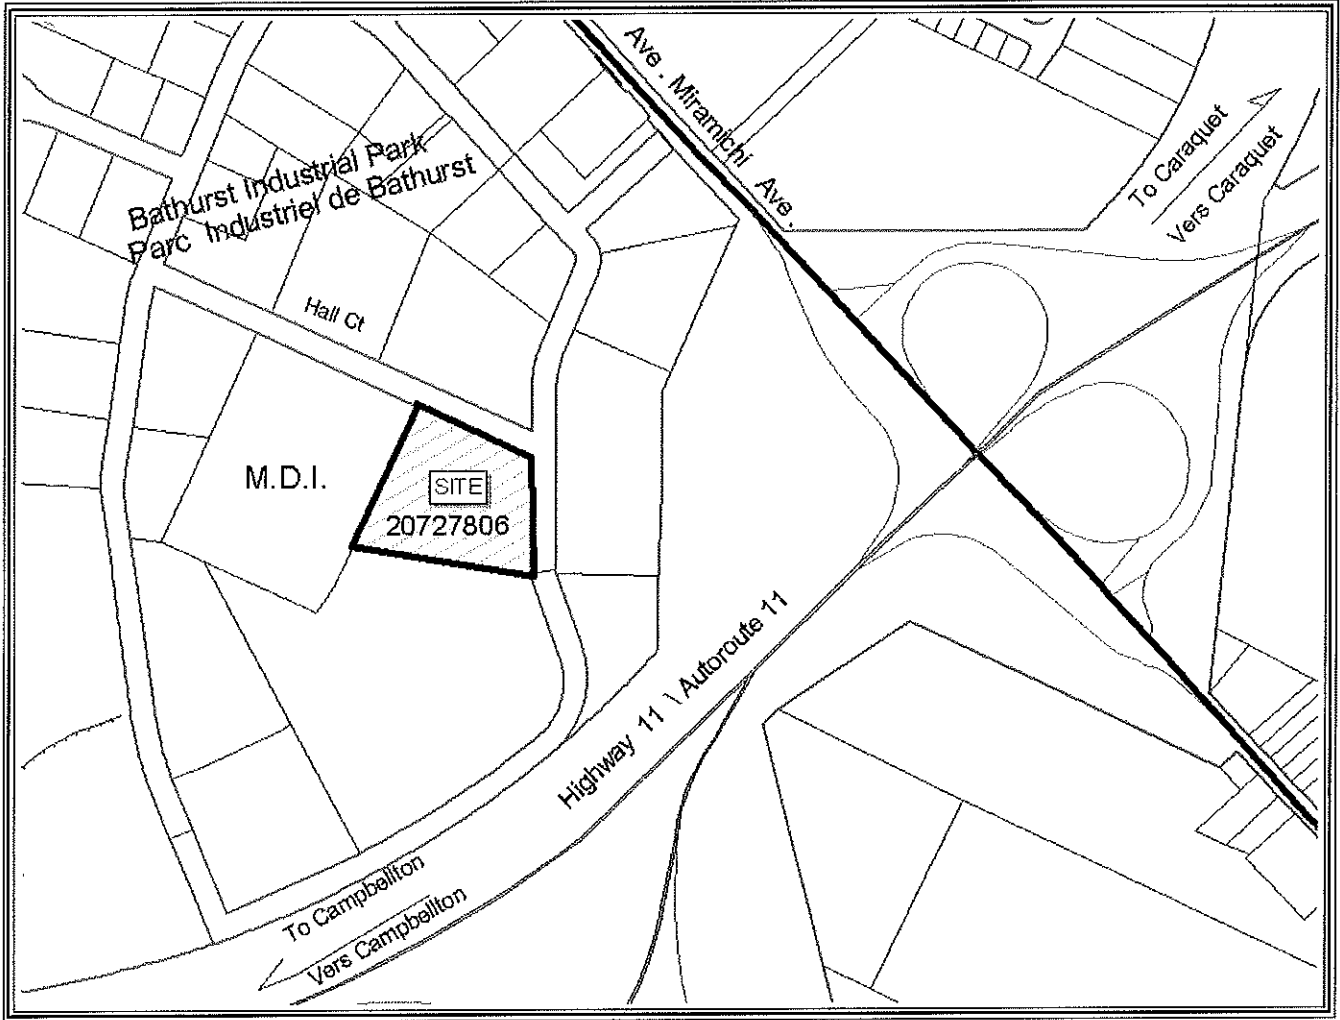 Ave. Miramichi Ave.
To Caraquet
Vers Caraquet
Bathurst Industrial Park
Parc Industriel de Bathurst
Hall Ct
M.D.I.
SITE
20727806
Highway 11 \ Autoroute 11
To Campbellton
Vers Campbellton